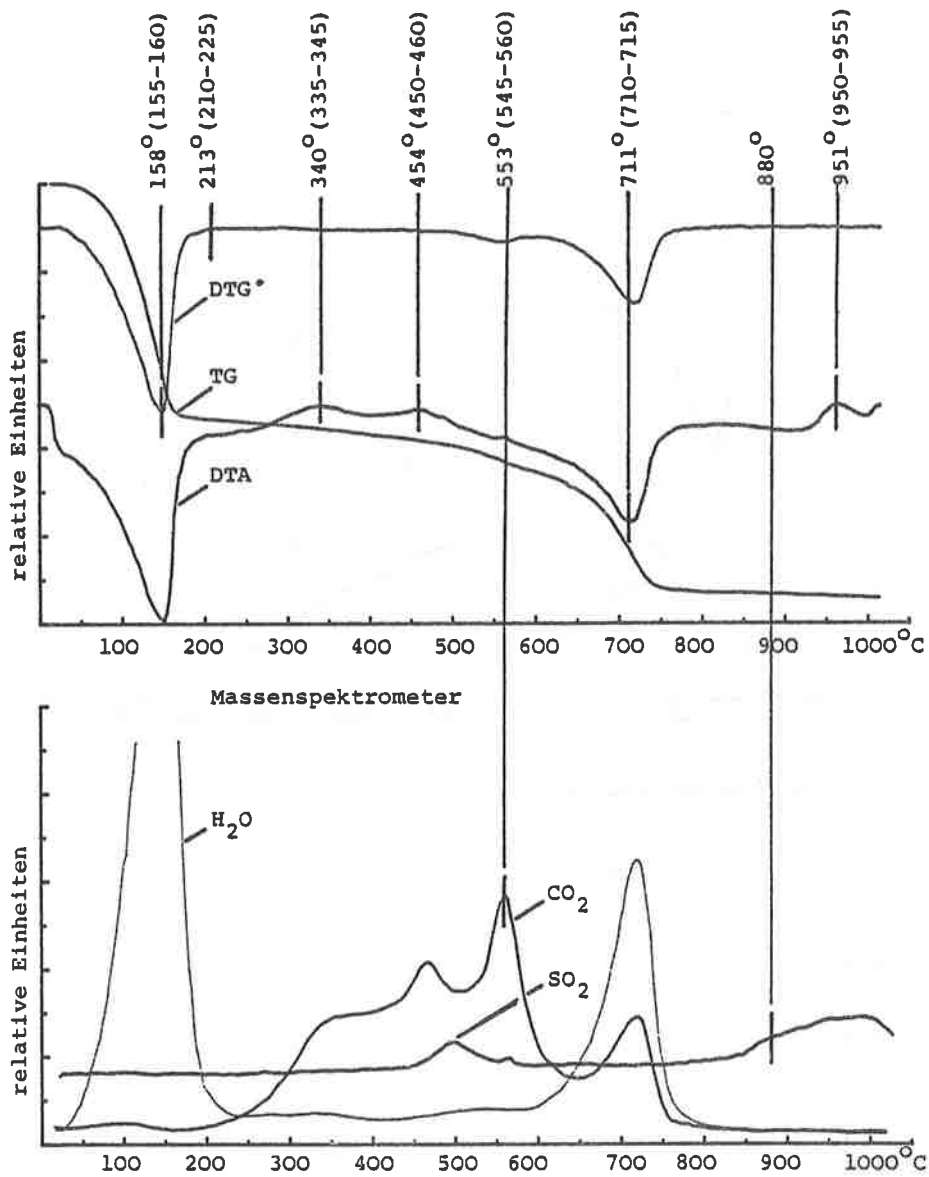 158° (155-160)
213° (210-225)
340° (335-345)
454° (450-460)
553° (545-560)
711° (710-715)
880°
951° (950-955)
relative Einheiten
DTG
TG
DTA
100 200 300 400 500 600 700 800 900 1000°C
Massenspektrometer
relative Einheiten
H₂O
CO₂
SO₂
100 200 300 400 500 600 700 800 900 1000°C